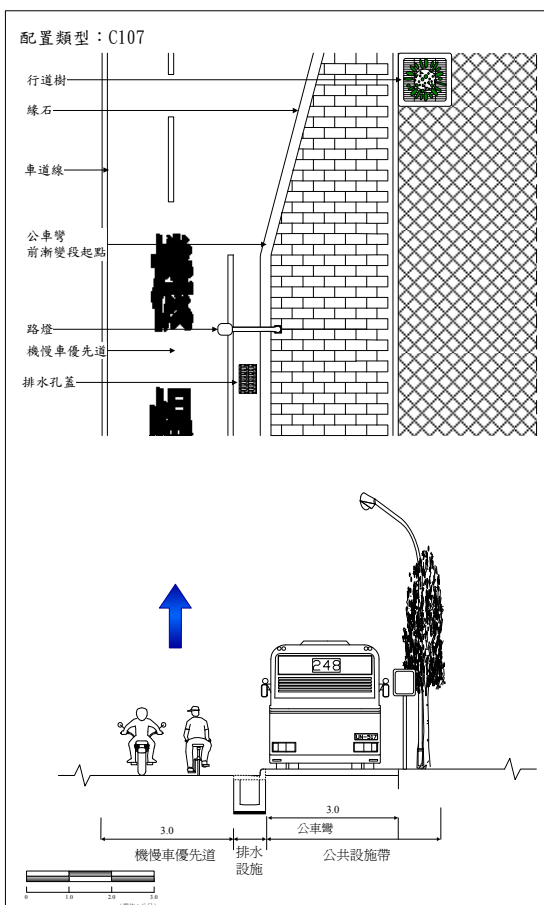 配置類型：C107
行道樹
緣石
車道線
公車彎
前漸變段起點
路燈
機慢車優先道
排水孔蓋
248
3.0
3.0
公車彎
機慢車優先道
排水
設施
公共設施帶
0 1.0 2.0 3.0